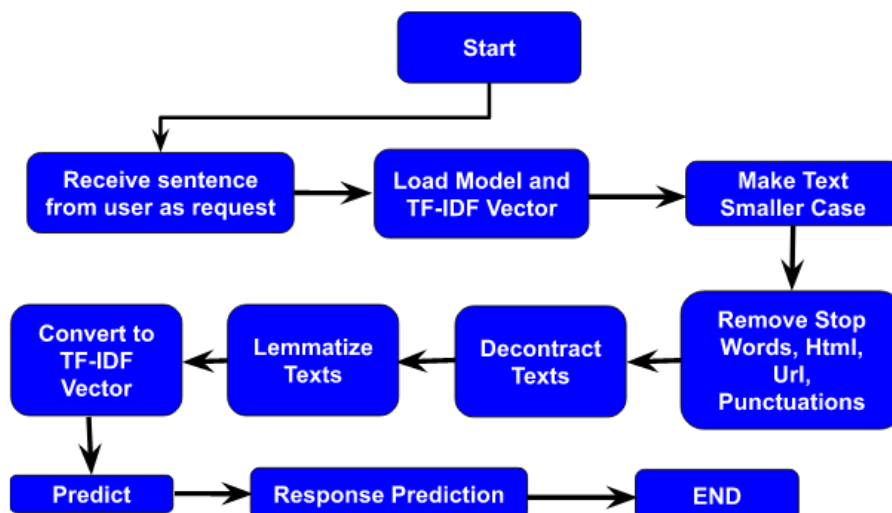 Start
Receive sentence
from user as request
Load Model and
TF-IDF Vector
Make Text
Smaller Case
Remove Stop
Words, Html,
Url,
Punctuations
Decontract
Texts
Lemmatize
Texts
Convert to
TF-IDF
Vector
Predict
Response Prediction
END